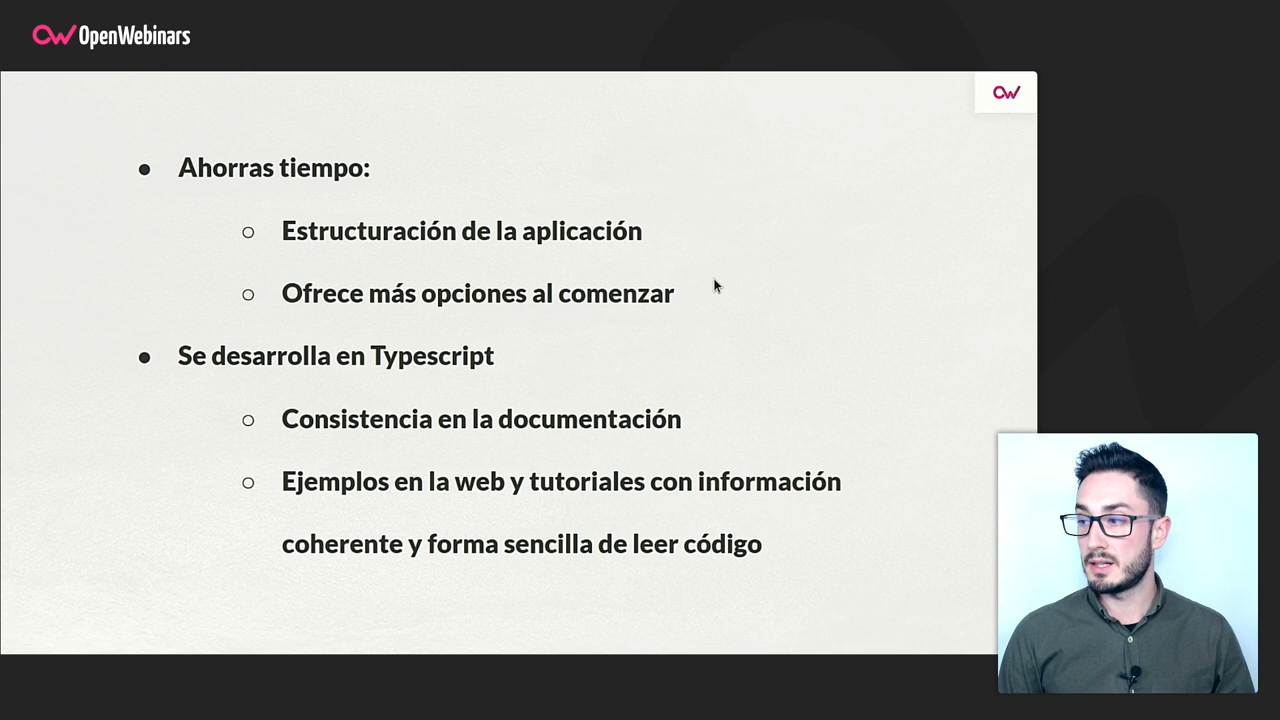 OpenWebinars
● Ahorras tiempo:
○ Estructuración de la aplicación
○ Ofrece más opciones al comenzar
● Se desarrolla en Typescript
○ Consistencia en la documentación
○ Ejemplos en la web y tutoriales con información
coherente y forma sencilla de leer código